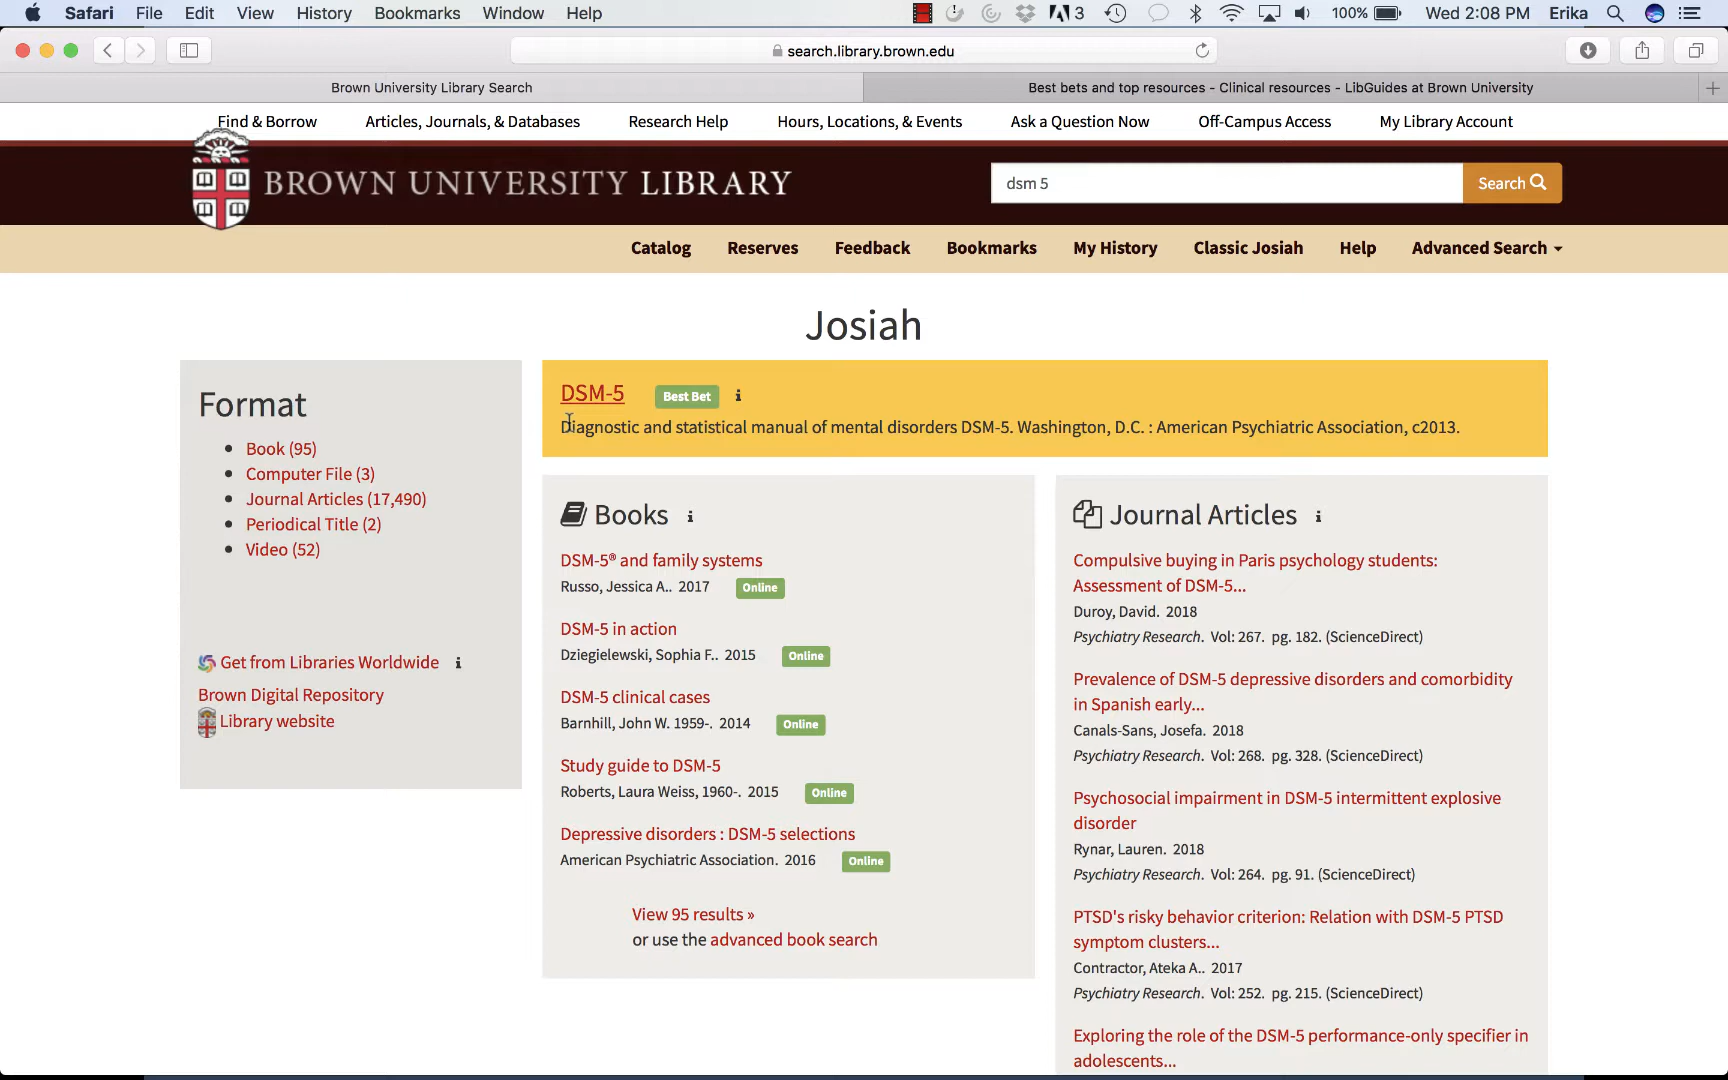 Safari File Edit View History Bookmarks Window Help 3 100% Wed 2:08 PM Erika
search.library.brown.edu
Brown University Library Search Best bets and top resources - Clinical resources - LibGuides at Brown University
Find & Borrow Articles, Journals, & Databases Research Help Hours, Locations, & Events Ask a Question Now Off-Campus Access My Library Account
BROWN UNIVERSITY LIBRARY dsm 5 Search
Catalog Reserves Feedback Bookmarks My History Classic Josiah Help Advanced Search
Josiah
Format
Book (95)
Computer File (3)
Journal Articles (17,490)
Periodical Title (2)
Video (52)
Get from Libraries Worldwide i
Brown Digital Repository
Library website
DSM-5 Best Bet i
Diagnostic and statistical manual of mental disorders DSM-5. Washington, D.C. : American Psychiatric Association, c2013.
Books i
DSM-5® and family systems
Russo, Jessica A.. 2017 Online
DSM-5 in action
Dziegielewski, Sophia F.. 2015 Online
DSM-5 clinical cases
Barnhill, John W. 1959-. 2014 Online
Study guide to DSM-5
Roberts, Laura Weiss, 1960-. 2015 Online
Depressive disorders : DSM-5 selections
American Psychiatric Association. 2016 Online
View 95 results »
or use the advanced book search
Journal Articles i
Compulsive buying in Paris psychology students:
Assessment of DSM-5...
Duroy, David. 2018
Psychiatry Research. Vol: 267. pg. 182. (ScienceDirect)
Prevalence of DSM-5 depressive disorders and comorbidity
in Spanish early...
Canals-Sans, Josefa. 2018
Psychiatry Research. Vol: 268. pg. 328. (ScienceDirect)
Psychosocial impairment in DSM-5 intermittent explosive
disorder
Rynar, Lauren. 2018
Psychiatry Research. Vol: 264. pg. 91. (ScienceDirect)
PTSD's risky behavior criterion: Relation with DSM-5 PTSD
symptom clusters...
Contractor, Ateka A.. 2017
Psychiatry Research. Vol: 252. pg. 215. (ScienceDirect)
Exploring the role of the DSM-5 performance-only specifier in
adolescents...